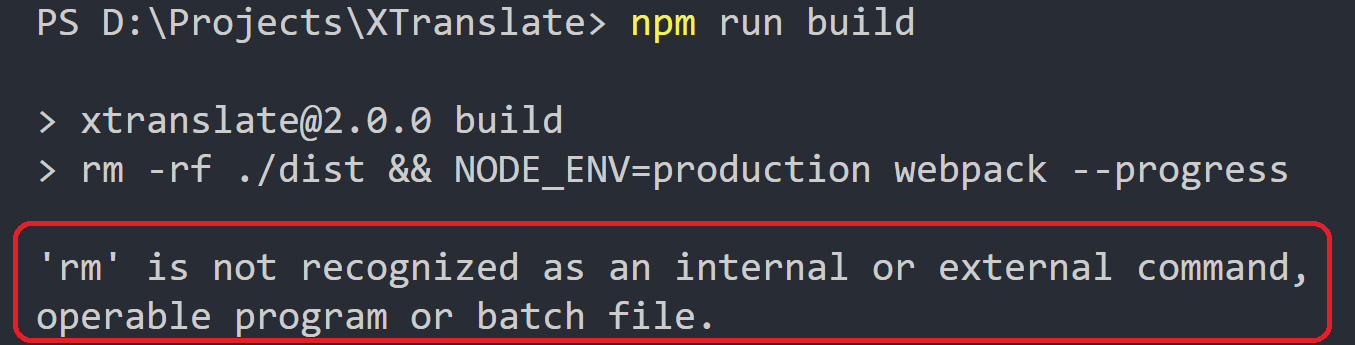 PS D:\Projects\XTranslate> npm run build
> xtranslate@2.0.0 build
> rm -rf ./dist && NODE_ENV=production webpack --progress
'rm' is not recognized as an internal or external command,
operable program or batch file.